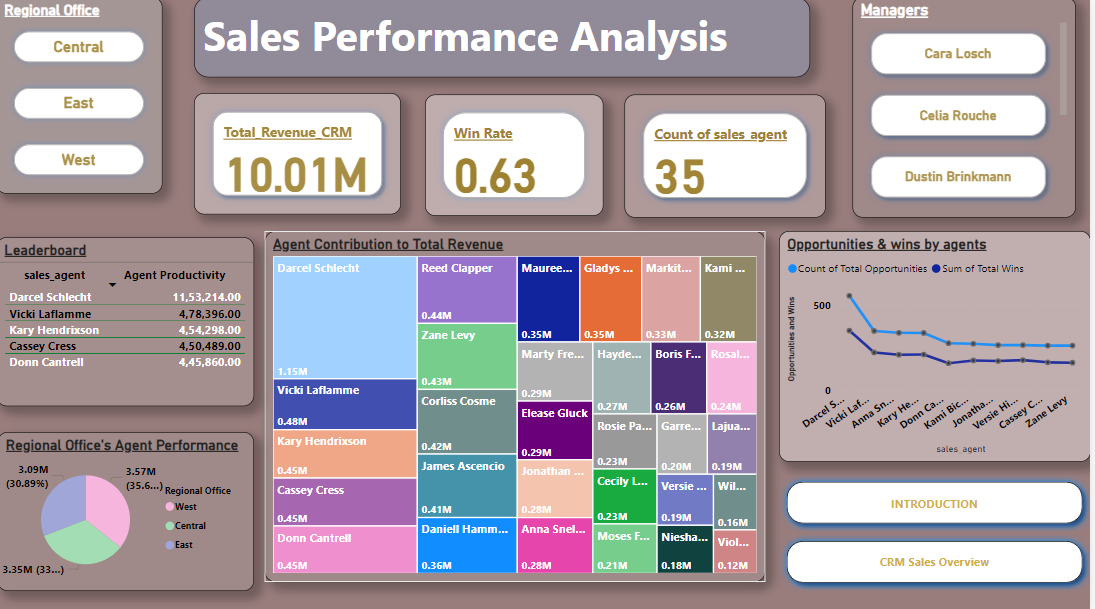 Regional Office
Central
East
West
Sales Performance Analysis
Managers
Cara Losch
Celia Rouche
Dustin Brinkmann
Total_Revenue_CRM
10.01M
Win Rate
0.63
Count of sales_agent
35
Leaderboard
sales_agent Agent Productivity
Darcel Schlecht 11,53,214.00
Vicki Laflamme 4,78,396.00
Kary Hendrixson 4,54,298.00
Cassey Cress 4,50,489.00
Donn Cantrell 4,45,860.00
Regional Office's Agent Performance
3.09M
(30.89%)
3.57M
(35.6...)
3.35M (33...)
Regional Office
West
Central
East
Agent Contribution to Total Revenue
Darcel Schlecht
1.15M
Vicki Laflamme
0.48M
Kary Hendrixson
0.45M
Cassey Cress
0.45M
Donn Cantrell
0.45M
Reed Clapper
0.44M
Zane Levy
0.43M
Corliss Cosme
0.42M
James Ascencio
0.41M
Daniell Hamm...
0.36M
Mauree...
0.35M
Gladys ...
0.35M
Markit...
0.33M
Kami ...
0.32M
Marty Fre...
0.29M
Elease Gluck
0.29M
Jonathan ...
0.28M
Anna Snel...
0.28M
Hayde...
0.27M
Boris F...
0.26M
Rosal...
0.24M
Rosie Pa...
0.23M
Cecily L...
0.23M
Moses F...
0.21M
Garre...
0.20M
Lajua...
0.19M
Versie ...
0.19M
Niesha...
0.18M
Wil...
0.16M
Viol...
0.12M
Opportunities & wins by agents
Count of Total Opportunities Sum of Total Wins
Opportunities and Wins
500
0
Darcel S...
Vicki Laf...
Anna Sn...
Kary He...
Donn Ca...
Kami Bic...
Jonatha...
Versie Hi...
Cassey C...
Zane Levy
sales_agent
INTRODUCTION
CRM Sales Overview